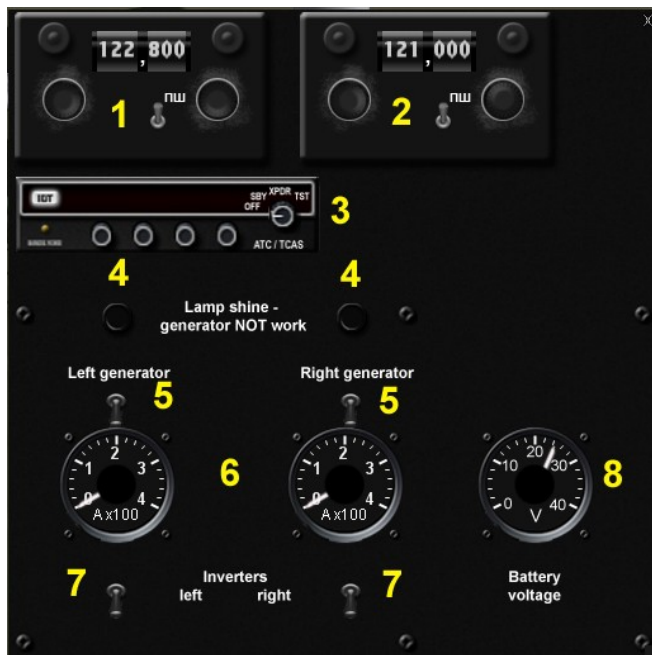 X
122,800
121,000
1
ПШ
2
ПШ
XPDR
SBY
TST
OFF
3
ATC / TCAS
4
4
Lamp shine -
generator NOT work
Left generator
Right generator
5
5
0 1 2 3 4
A x100
6
0 1 2 3 4
A x100
0 10 20 30 40
V
8
7
Inverters
left right
7
Battery
voltage